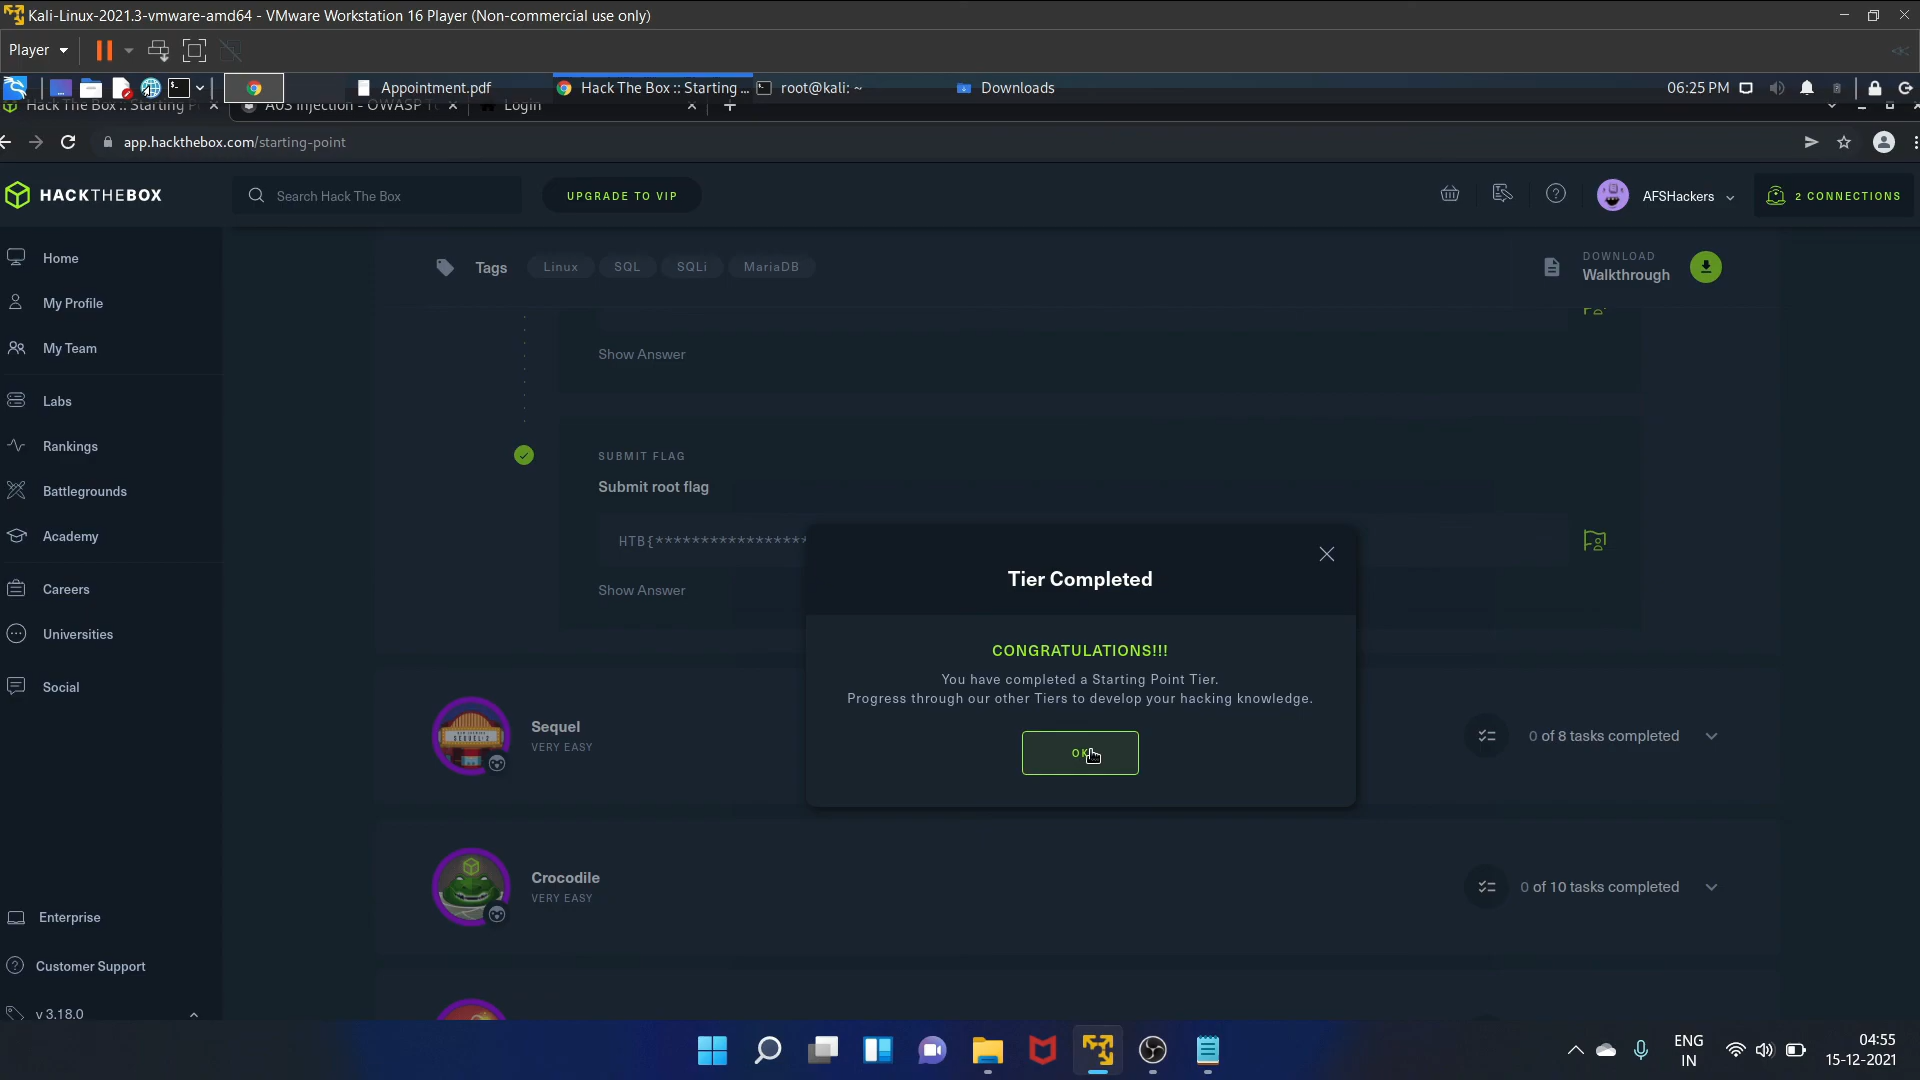 Kali-Linux-2021.3-vmware-amd64 - VMware Workstation 16 Player (Non-commercial use only)
Player
Appointment.pdf
Hack The Box :: Starting ...
root@kali: ~
Downloads
06:25 PM
Hack The Box :: Starting P
Injection - OWASP T
Login
app.hackthebox.com/starting-point
HACKTHEBOX
Search Hack The Box
UPGRADE TO VIP
AFSHackers
2 CONNECTIONS
Home
My Profile
My Team
Labs
Rankings
Battlegrounds
Academy
Careers
Universities
Social
Enterprise
Customer Support
v 3.18.0
Tags
Linux
SQL
SQLi
MariaDB
DOWNLOAD
Walkthrough
Show Answer
SUBMIT FLAG
Submit root flag
HTB{*****************
Show Answer
Tier Completed
CONGRATULATIONS!!!
You have completed a Starting Point Tier.
Progress through our other Tiers to develop your hacking knowledge.
OK
Sequel
VERY EASY
0 of 8 tasks completed
Crocodile
VERY EASY
0 of 10 tasks completed
ENG
IN
04:55
15-12-2021